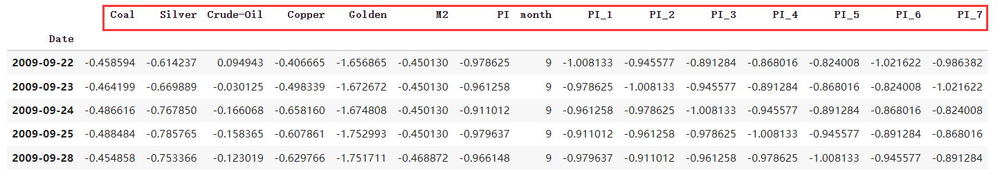 Coal Silver Crude-Oil Copper Golden M2 PI month PI_1 PI_2 PI_3 PI_4 PI_5 PI_6 PI_7
Date
2009-09-22 -0.458594 -0.614237 0.094943 -0.406665 -1.656865 -0.450130 -0.978625 9 -1.008133 -0.945577 -0.891284 -0.868016 -0.824008 -1.021622 -0.986382
2009-09-23 -0.464199 -0.669889 -0.030125 -0.498339 -1.672672 -0.450130 -0.961258 9 -0.978625 -1.008133 -0.945577 -0.891284 -0.868016 -0.824008 -1.021622
2009-09-24 -0.486616 -0.767850 -0.166068 -0.658160 -1.674808 -0.450130 -0.911012 9 -0.961258 -0.978625 -1.008133 -0.945577 -0.891284 -0.868016 -0.824008
2009-09-25 -0.488484 -0.785765 -0.158365 -0.607861 -1.752993 -0.450130 -0.979637 9 -0.911012 -0.961258 -0.978625 -1.008133 -0.945577 -0.891284 -0.868016
2009-09-28 -0.454858 -0.753366 -0.123019 -0.629766 -1.751711 -0.468872 -0.966148 9 -0.979637 -0.911012 -0.961258 -0.978625 -1.008133 -0.945577 -0.891284